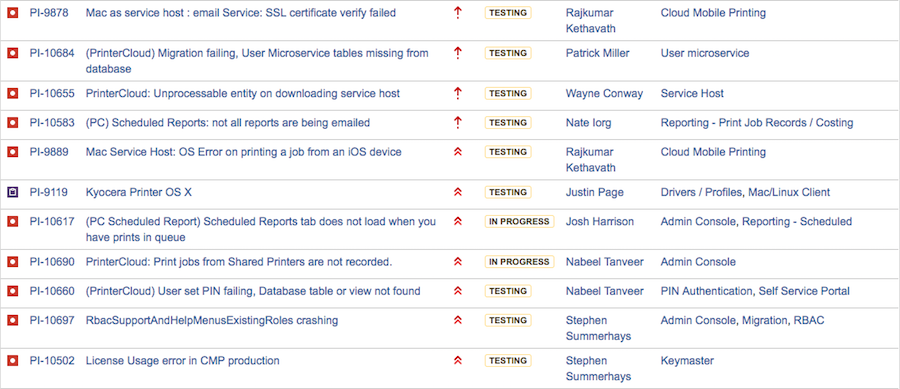 PI-9878 Mac as service host : email Service: SSL certificate verify failed TESTING Rajkumar Cloud Mobile Printing
Kethavath
PI-10684 (PrinterCloud) Migration failing, User Microservice tables missing from TESTING Patrick Miller User microservice
database
PI-10655 PrinterCloud: Unprocessable entity on downloading service host TESTING Wayne Conway Service Host
PI-10583 (PC) Scheduled Reports: not all reports are being emailed TESTING Nate Iorg Reporting - Print Job Records / Costing
PI-9889 Mac Service Host: OS Error on printing a job from an iOS device TESTING Rajkumar Cloud Mobile Printing
Kethavath
PI-9119 Kyocera Printer OS X TESTING Justin Page Drivers / Profiles, Mac/Linux Client
PI-10617 (PC Scheduled Report) Scheduled Reports tab does not load when you IN PROGRESS Josh Harrison Admin Console, Reporting - Scheduled
have prints in queue
PI-10690 PrinterCloud: Print jobs from Shared Printers are not recorded. IN PROGRESS Nabeel Tanveer Admin Console
PI-10660 (PrinterCloud) User set PIN failing, Database table or view not found TESTING Nabeel Tanveer PIN Authentication, Self Service Portal
PI-10697 RbacSupportAndHelpMenusExistingRoles crashing TESTING Stephen Admin Console, Migration, RBAC
Summerhays
PI-10502 License Usage error in CMP production TESTING Stephen Keymaster
Summerhays